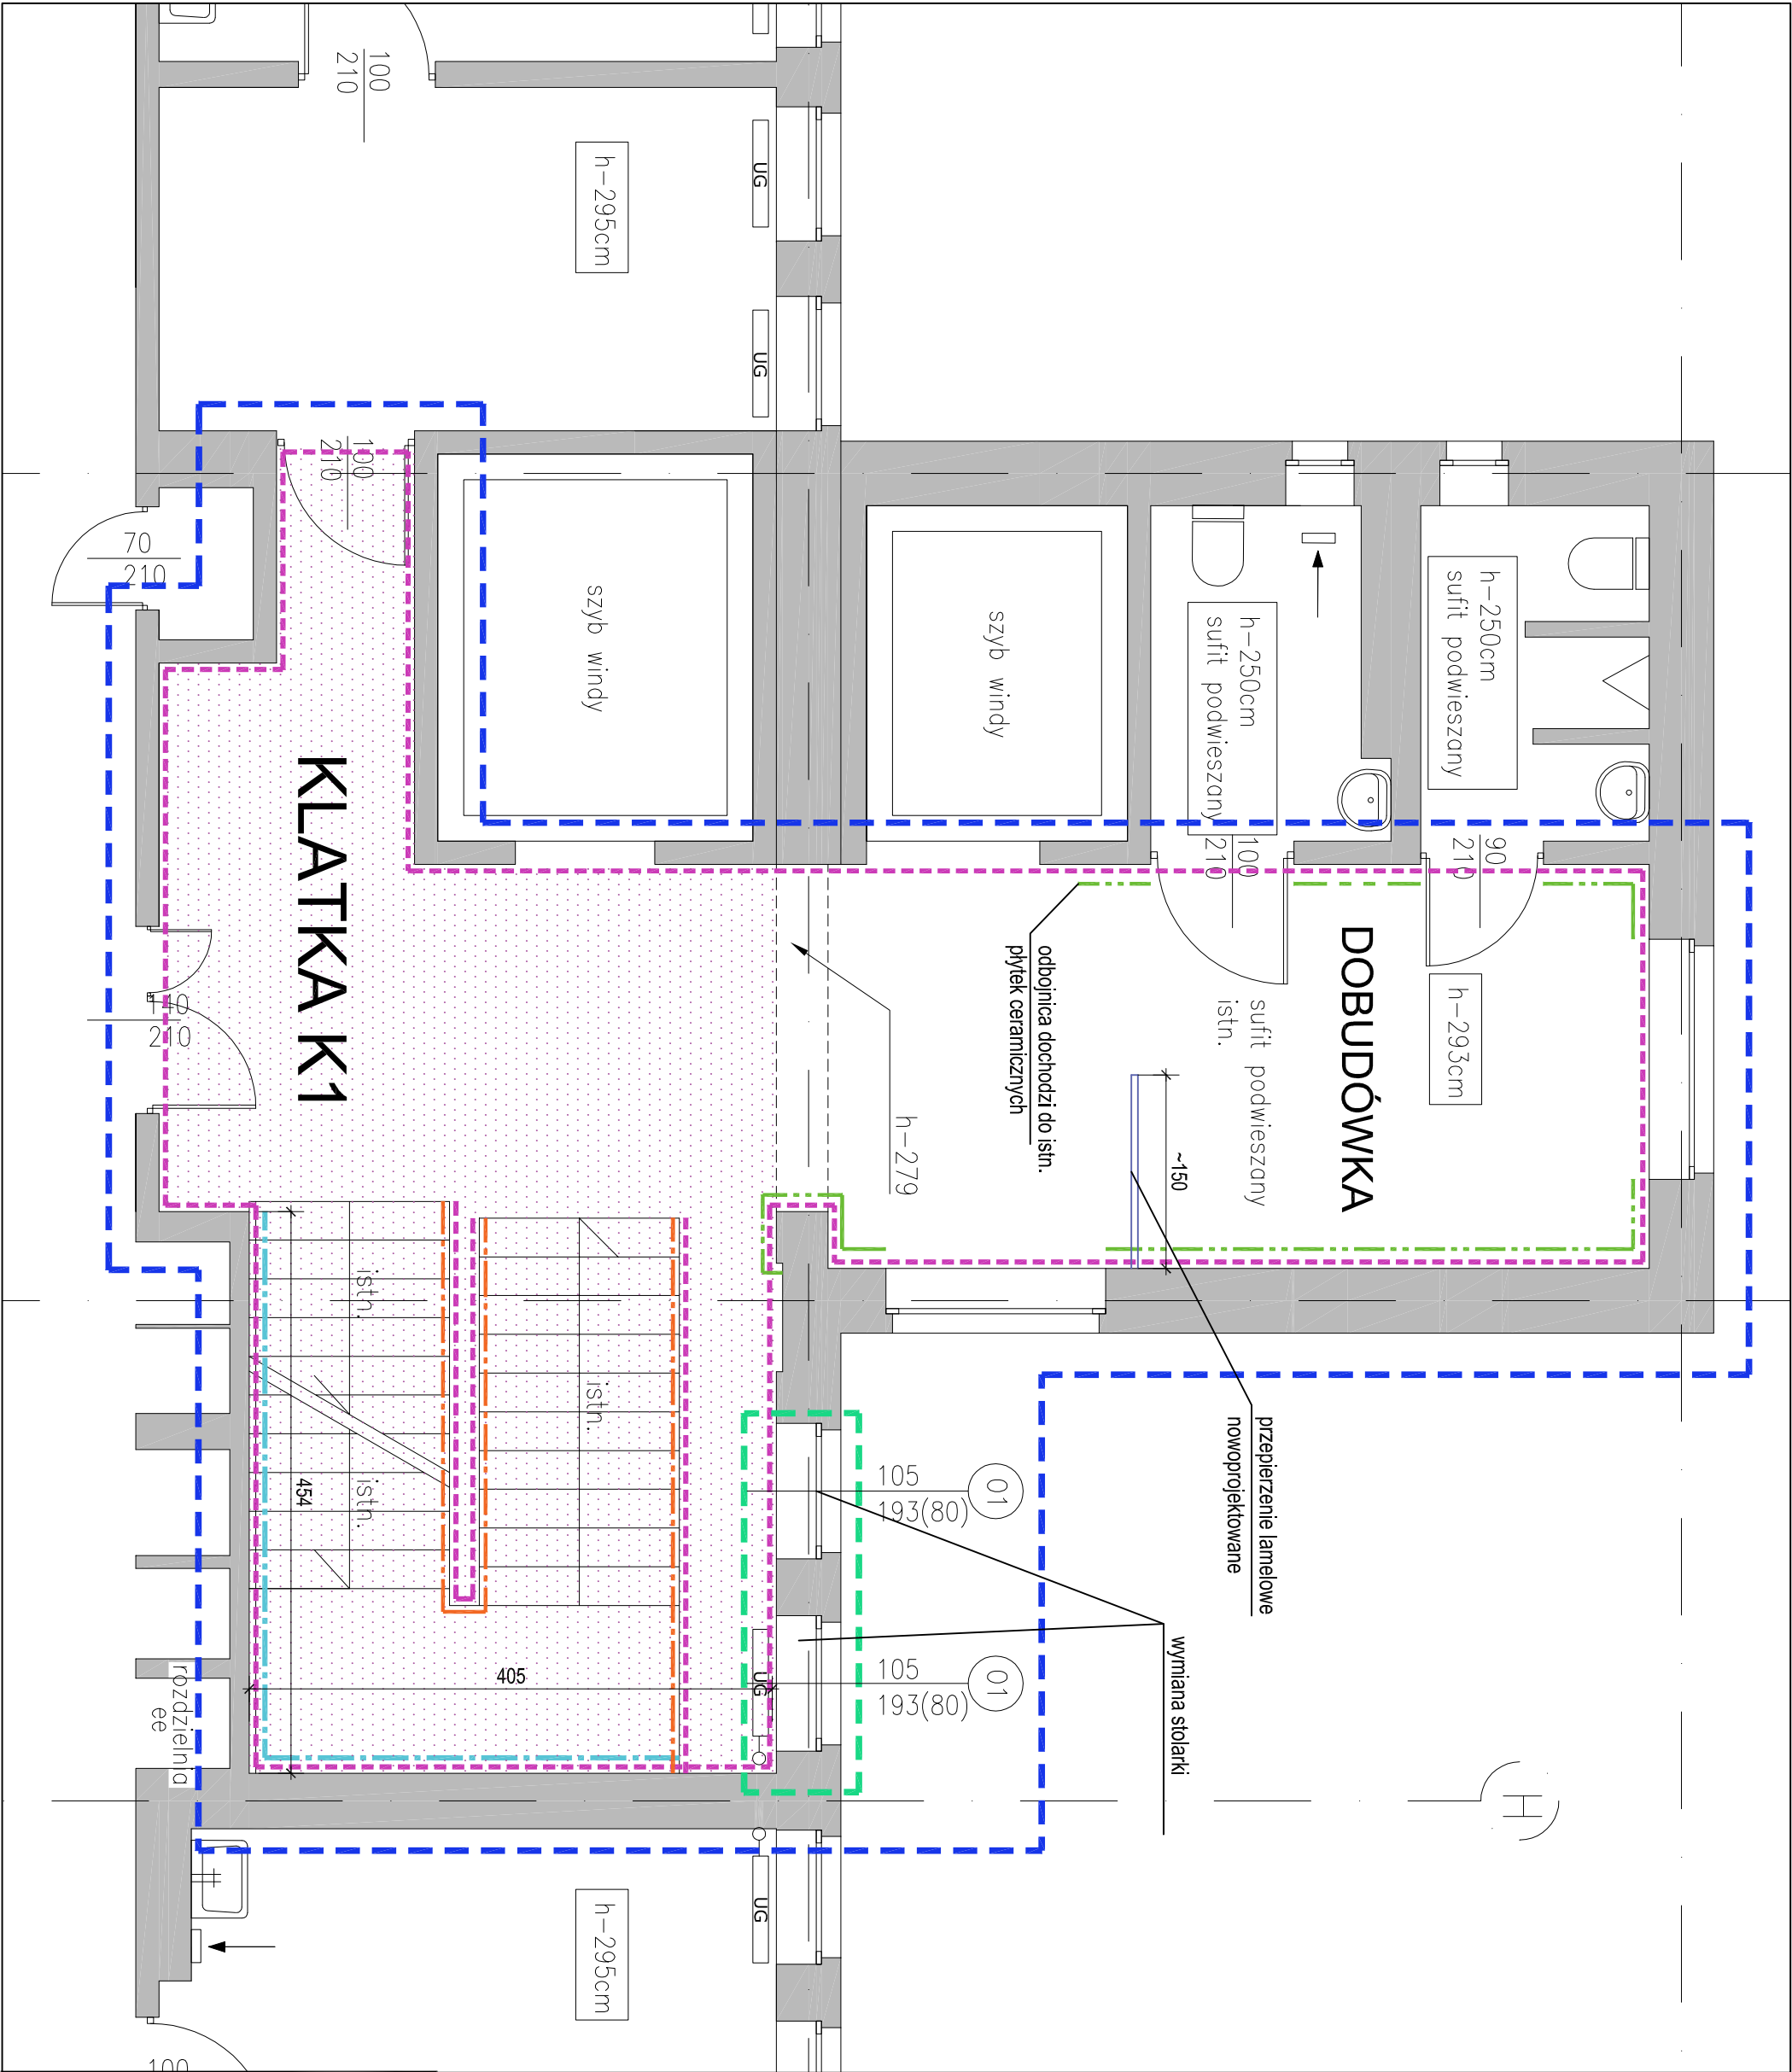 100
210
h-295cm
UG
UG
100
210
70
210
szyb windy
szyb windy
h-250cm
sufit podwieszany
h-250cm
sufit podwieszany
100
210
90
210
KLATKA K1
140
210
DOBUDÓWKA
h-293cm
sufit podwieszany
istn.
odbojnica dochodzi do istn.
płytek ceramicznych
h-279
~150
istn.
istn.
istn.
454
405
przepierzenie lamelowe
nowoprojektowane
105
193(80)
01
105
193(80)
01
wymiana stolarki
UG
rozdzielnia
ee
H
UG
h-295cm
100